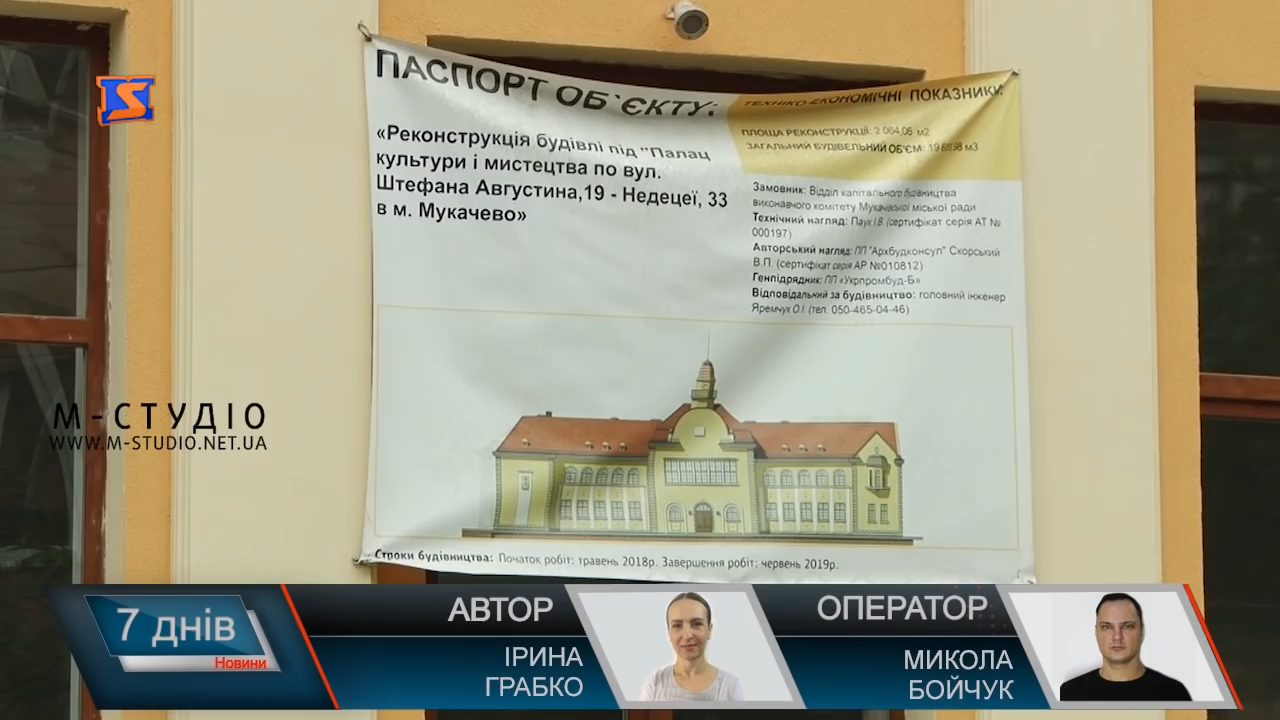 ПАСПОРТ ОБ`ЄКТУ:
«Реконструкція будівлі під "Палац
культури і мистецтва по вул.
Штефана Августина,19 - Недецеї, 33
в м. Мукачево»
ТЕХНІКО-ЕКОНОМІЧНІ ПОКАЗНИКИ
ПЛОЩА РЕКОНСТРУКЦІЇ: 2 064,06 м2
ЗАГАЛЬНИЙ БУДІВЕЛЬНИЙ ОБ'ЄМ: м3
Замовник: Відділ капітального будівництва
виконавчого комітету Мукачівської міської ради
Технічний нагляд: Паук І.В. (сертифікат серія АТ №
000197)
Авторський нагляд: ПП "Архбудконсул" Скорський
В.П. (сертифікат серія АР №010812)
Генпідрядник: ПП «Укрпромбуд-Б»
Відповідальний за будівництво: головний інженер
Яремчук О.І. (тел. 050-465-04-46)
Строки будівництва: Початок робіт: травень 2018р. Завершення робіт: червень 2019р.
М-СТУДІО
WWW.M-STUDIO.NET.UA
7 днів
Новини
АВТОР
ІРИНА
ГРАБКО
ОПЕРАТОР
МИКОЛА
БОЙЧУК